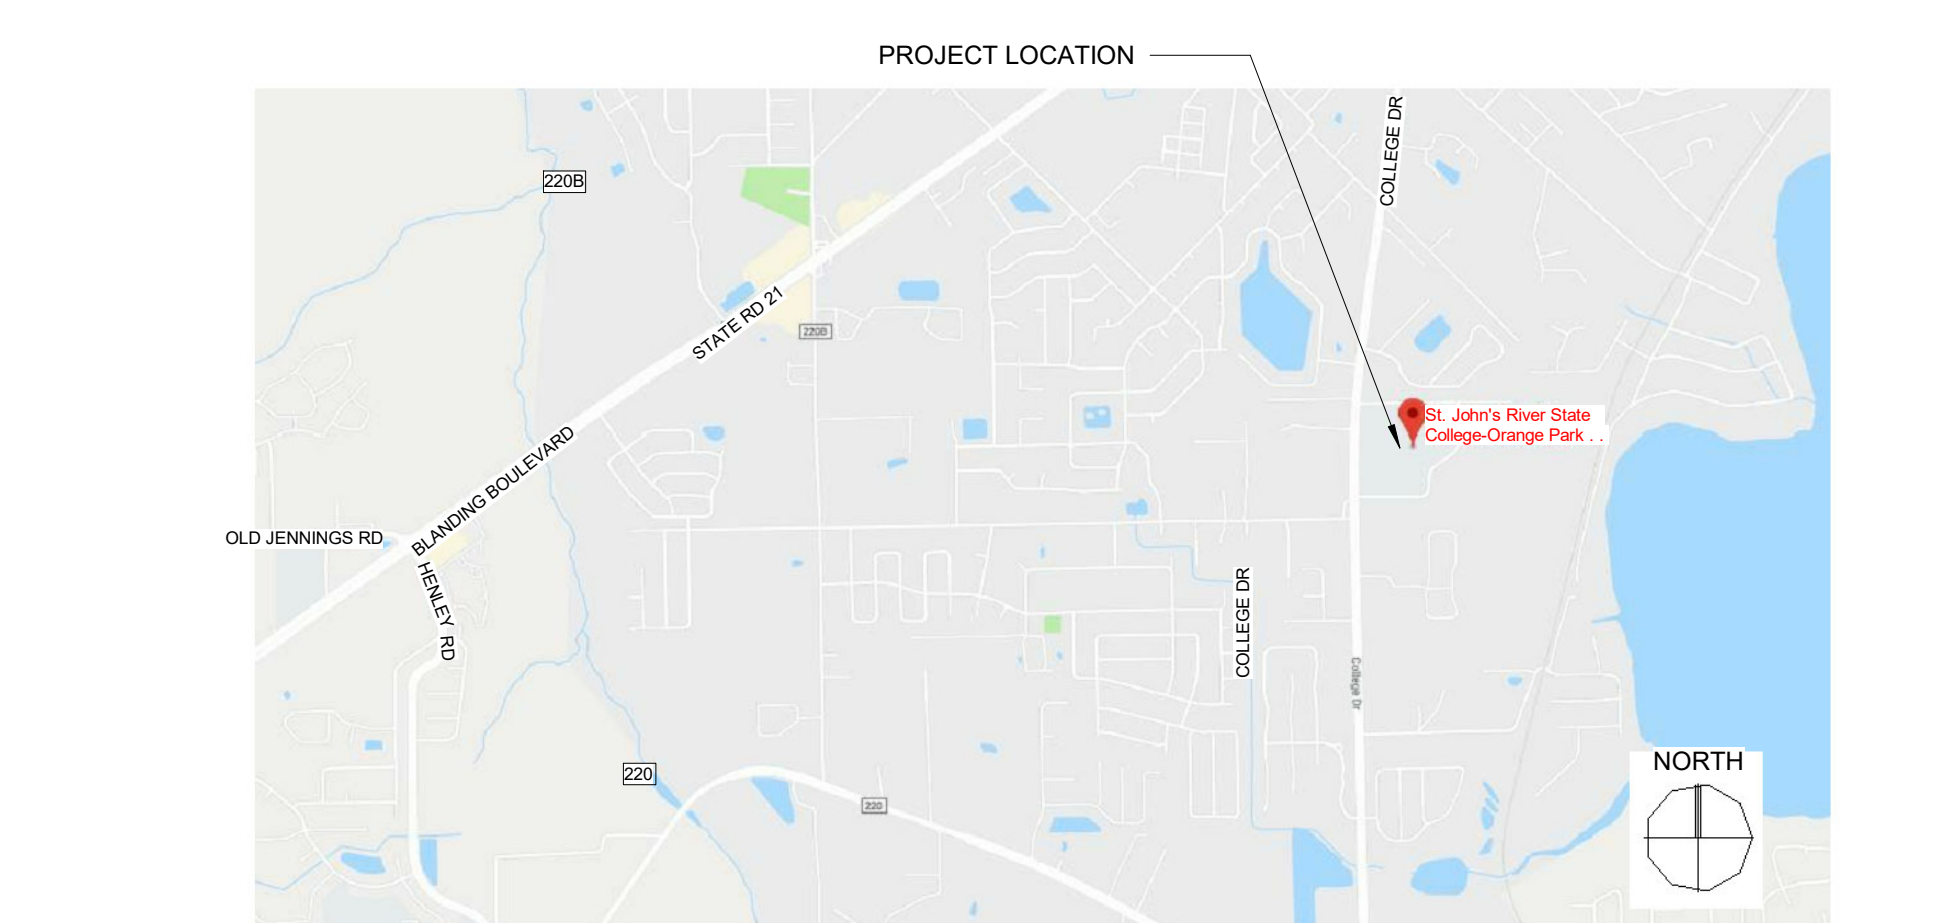 PROJECT LOCATION
COLLEGE DR
220B
STATE RD 21
220B
St. John's River State
College-Orange Park . .
BLANDING BOULEVARD
OLD JENNINGS RD
HENLEY RD
COLLEGE DR
College Dr
NORTH
220
220